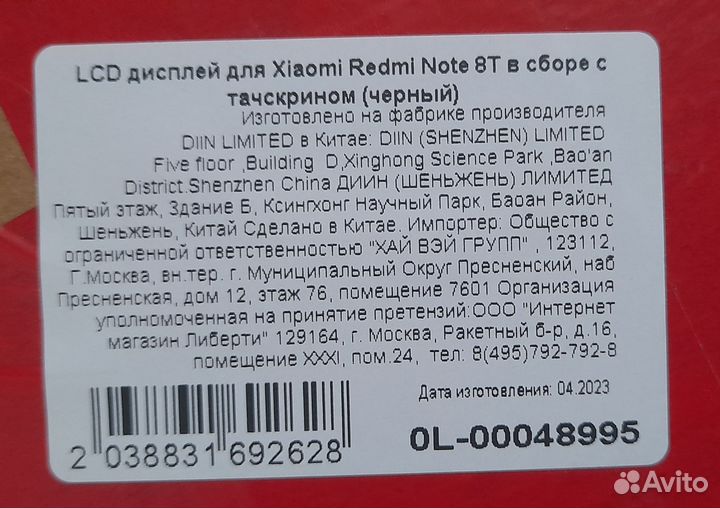 LCD дисплей для Xiaomi Redmi Note 8T в сборе с
тачскрином (черный)
Изготовлено на фабрике производителя
DIIN LIMITED в Китае: DIIN (SHENZHEN) LIMITED
Five floor ,Building D,Xinghong Science Park ,Bao'an
District.Shenzhen China ДИИН (ШЕНЬЖЕНЬ) ЛИМИТЕД
Пятый этаж, Здание Б, Ксингхонг Научный Парк, Баоан Район,
Шеньжень, Китай Сделано в Китае. Импортер: Общество с
ограниченной ответственностью "ХАЙ ВЭЙ ГРУПП" , 123112,
Г.Москва, вн.тер. г. Муниципальный Округ Пресненский, наб
Пресненская, дом 12, этаж 76, помещение 7601 Организация
уполномоченная на принятие претензий:ООО "Интернет
магазин Либерти" 129164, г. Москва, Ракетный б-р, д.16,
помещение XXXI, пом.24, тел: 8(495)792-792-8
Дата изготовления: 04.2023
0L-00048995
2 038831 692628
Avito